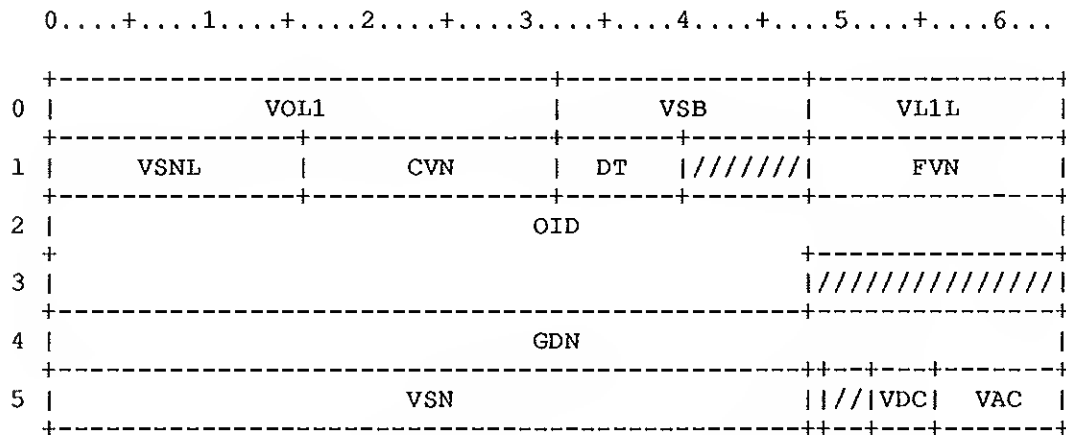 0....+....1....+....2....+....3....+....4....+....5....+....6...
+-------------------------------+---------------+---------------+
0 | VOL1 | VSB | VL1L |
+---------------+---------------+-------+-------+---------------+
1 | VSNL | CVN | DT |///////| FVN |
+---------------+---------------+-------+-------+---------------+
2 | OID |
+ +---------------+
3 | |///////////////|
+-----------------------------------------------+---------------+
4 | GDN |
+-----------------------------------------------++--+---+-------+
5 | VSN ||//|VDC| VAC |
+-----------------------------------------------++--+---+-------+